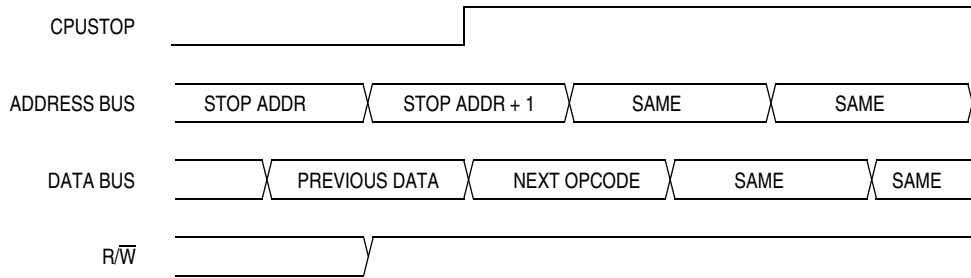 CPUSTOP
ADDRESS BUS STOP ADDR STOP ADDR + 1 SAME SAME
DATA BUS PREVIOUS DATA NEXT OPCODE SAME SAME
R/W̅